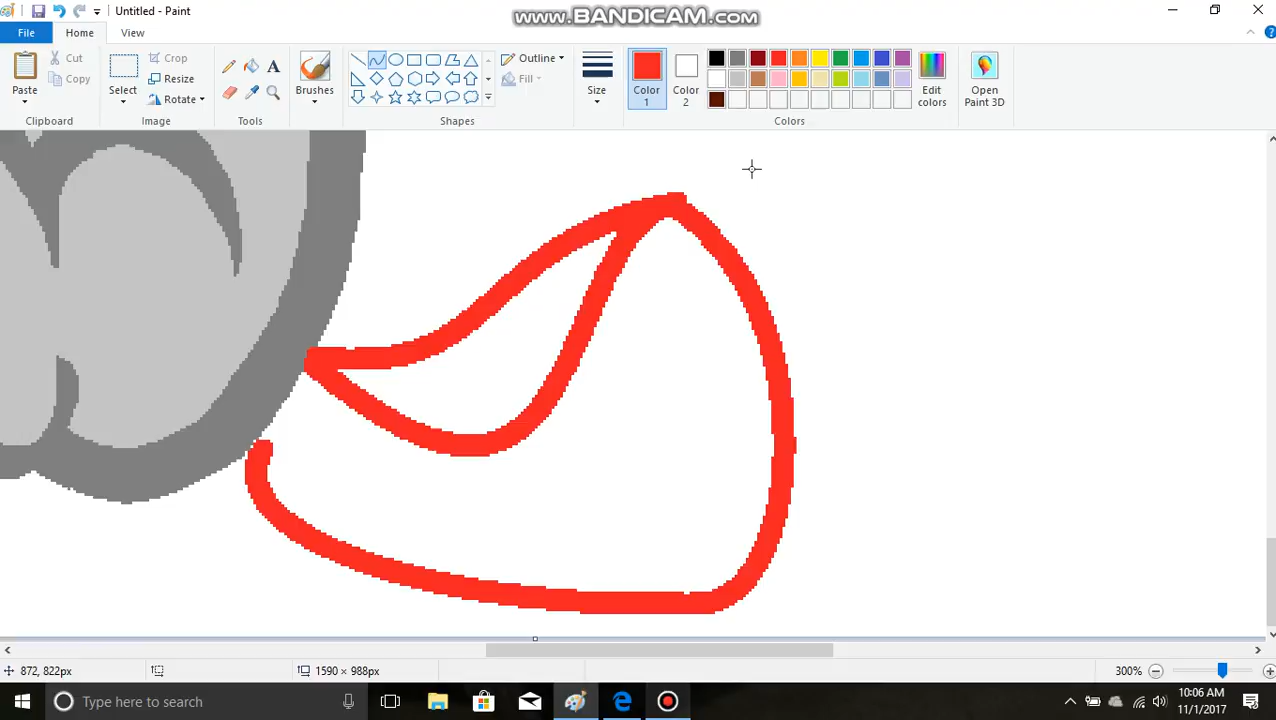 www.BANDICAM.com
Untitled - Paint
File Home View
Paste
Cut
Copy
Clipboard
Select
Crop
Resize
Rotate
Image
Tools
A
Brushes
Outline
Fill
Shapes
Size
Color 1
Color 2
Edit colors
Colors
Open Paint 3D
872, 822px
1590 × 988px
300%
Type here to search
10:06 AM
11/1/2017